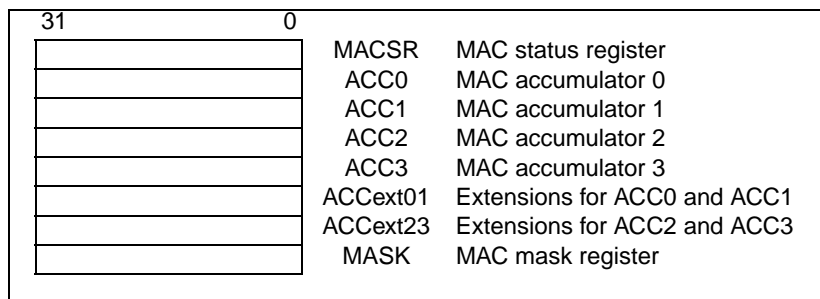 31 0
MACSR MAC status register
ACC0 MAC accumulator 0
ACC1 MAC accumulator 1
ACC2 MAC accumulator 2
ACC3 MAC accumulator 3
ACCext01 Extensions for ACC0 and ACC1
ACCext23 Extensions for ACC2 and ACC3
MASK MAC mask register